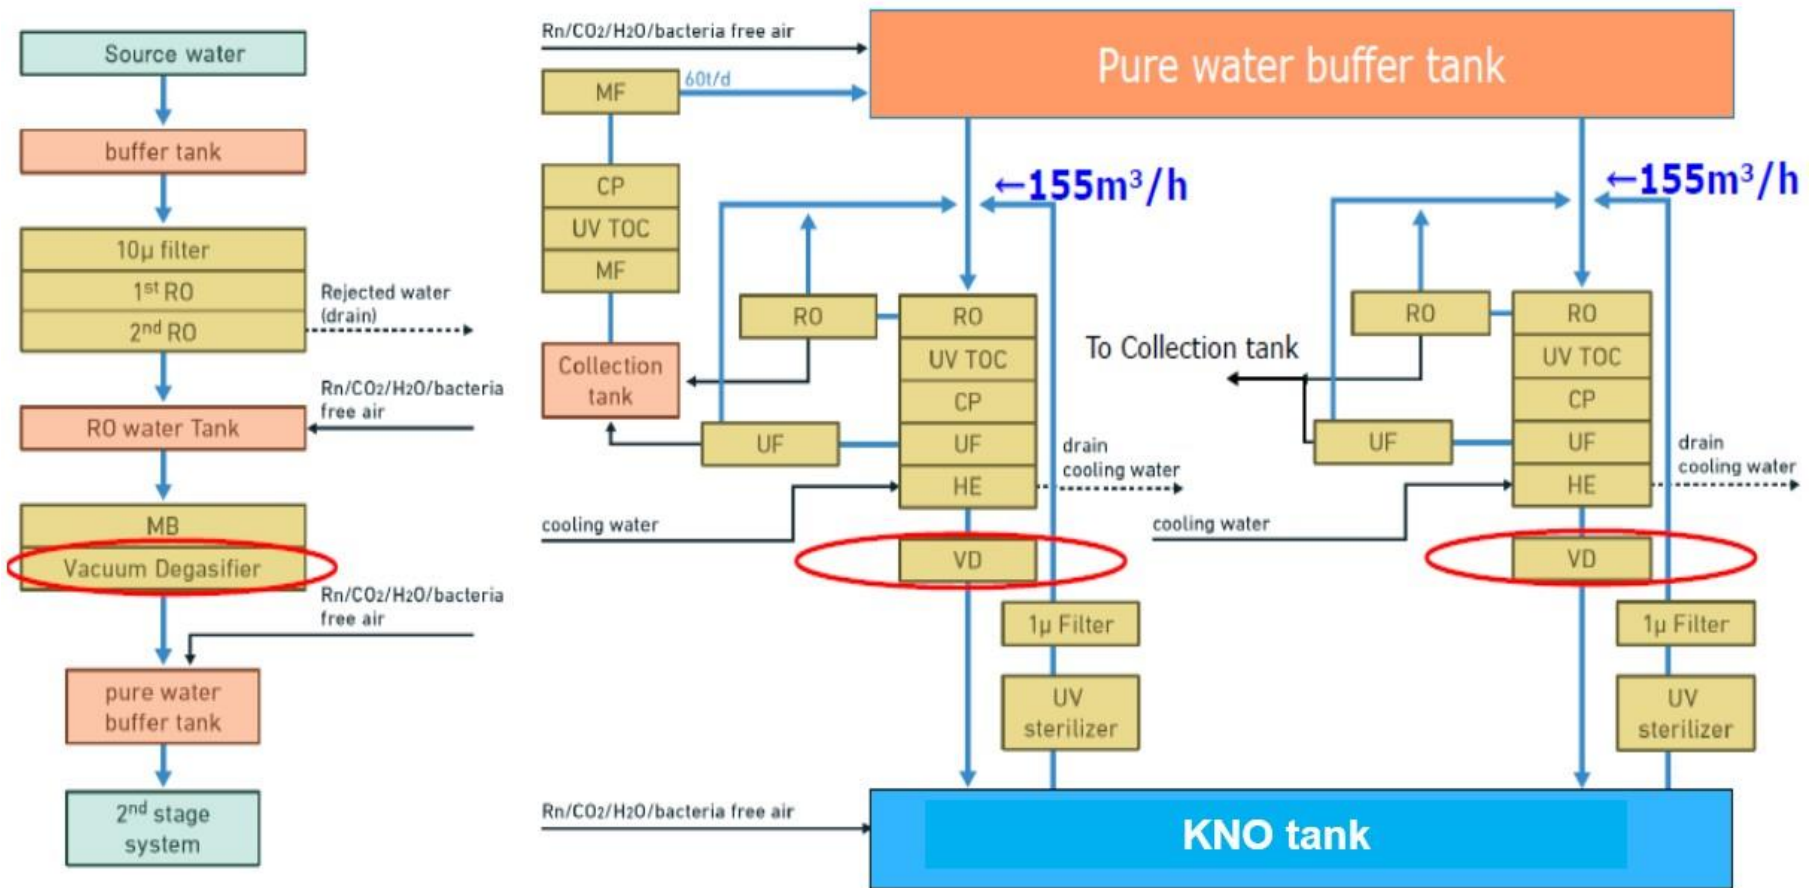 Source water
buffer tank
10μ filter
1st RO
2nd RO
Rejected water
(drain)
Rn/CO2/H2O/bacteria
free air
RO water Tank
MB
Vacuum Degasifier
Rn/CO2/H2O/bacteria
free air
pure water
buffer tank
2nd stage
system
Rn/CO2/H2O/bacteria free air
Pure water buffer tank
MF
60t/d
CP
UV TOC
MF
Collection
tank
←155m³/h
RO
RO
UV TOC
CP
UF
UF
HE
drain
cooling water
cooling water
VD
1μ Filter
UV
sterilizer
←155m³/h
RO
RO
To Collection tank
UV TOC
CP
UF
UF
HE
drain
cooling water
cooling water
VD
1μ Filter
UV
sterilizer
Rn/CO2/H2O/bacteria free air
KNO tank